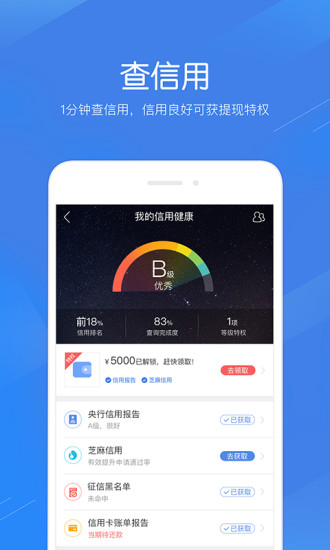 查信用
1分钟查信用，信用良好可获提现特权
我的信用健康
B级
优秀
前18% 83% 1项
信用排名 查询完成度 等级特权
特权
¥5000已解锁，赶快领取！
信用报告 芝麻信用
去领取
央行信用报告
A级，很好
已获取
芝麻信用
有效提升申请通过率
去获取
征信黑名单
未命中
已获取
信用卡账单报告
当期待还款
已获取